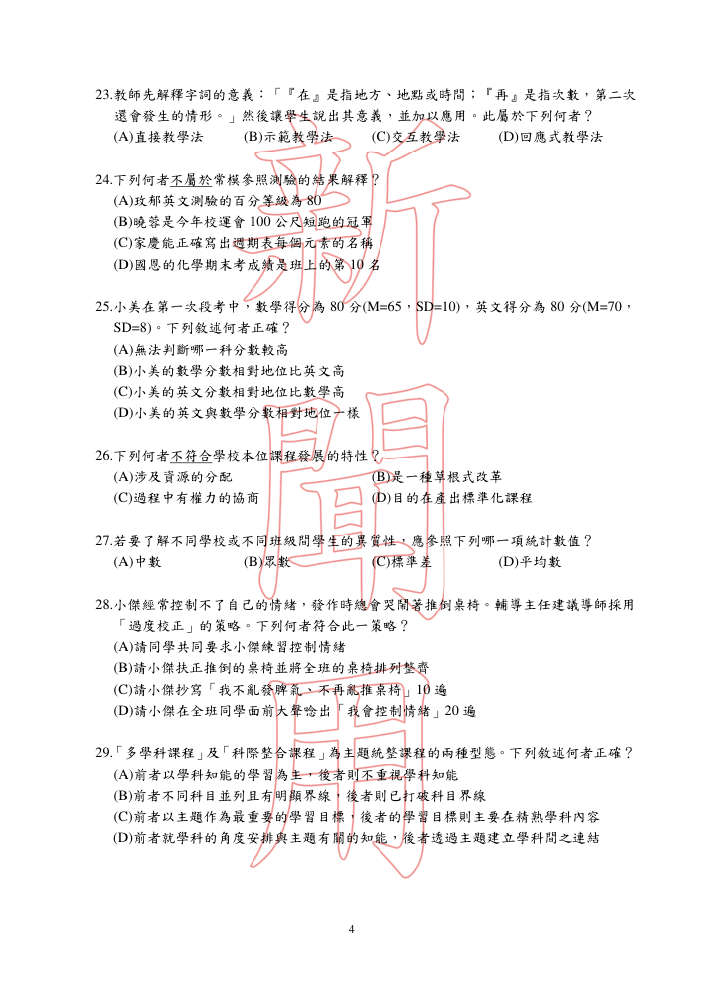 23.教師先解釋字詞的意義：「『在』是指地方、地點或時間；『再』是指次數，第二次
還會發生的情形。」然後讓學生說出其意義，並加以應用。此屬於下列何者？
(A)直接教學法 (B)示範教學法 (C)交互教學法 (D)回應式教學法
24.下列何者不屬於常模參照測驗的結果解釋？
(A)玫郁英文測驗的百分等級為 80
(B)曉蓉是今年校運會 100 公尺短跑的冠軍
(C)家慶能正確寫出週期表每個元素的名稱
(D)國恩的化學期末考成績是班上的第 10 名
25.小美在第一次段考中，數學得分為 80 分(M=65，SD=10)，英文得分為 80 分(M=70，
SD=8)。下列敘述何者正確？
(A)無法判斷哪一科分數較高
(B)小美的數學分數相對地位比英文高
(C)小美的英文分數相對地位比數學高
(D)小美的英文與數學分數相對地位一樣
26.下列何者不符合學校本位課程發展的特性？
(A)涉及資源的分配 (B)是一種草根式改革
(C)過程中有權力的協商 (D)目的在產出標準化課程
27.若要了解不同學校或不同班級間學生的異質性，應參照下列哪一項統計數值？
(A)中數 (B)眾數 (C)標準差 (D)平均數
28.小傑經常控制不了自己的情緒，發作時總會哭鬧著推倒桌椅。輔導主任建議導師採用
「過度校正」的策略。下列何者符合此一策略？
(A)請同學共同要求小傑練習控制情緒
(B)請小傑扶正推倒的桌椅並將全班的桌椅排列整齊
(C)請小傑抄寫「我不亂發脾氣、不再亂推桌椅」10 遍
(D)請小傑在全班同學面前大聲唸出「我會控制情緒」20 遍
29.「多學科課程」及「科際整合課程」為主題統整課程的兩種型態。下列敘述何者正確？
(A)前者以學科知能的學習為主，後者則不重視學科知能
(B)前者不同科目並列且有明顯界線，後者則已打破科目界線
(C)前者以主題作為最重要的學習目標，後者的學習目標則主要在精熟學科內容
(D)前者就學科的角度安排與主題有關的知能，後者透過主題建立學科間之連結
新
聞
用
4